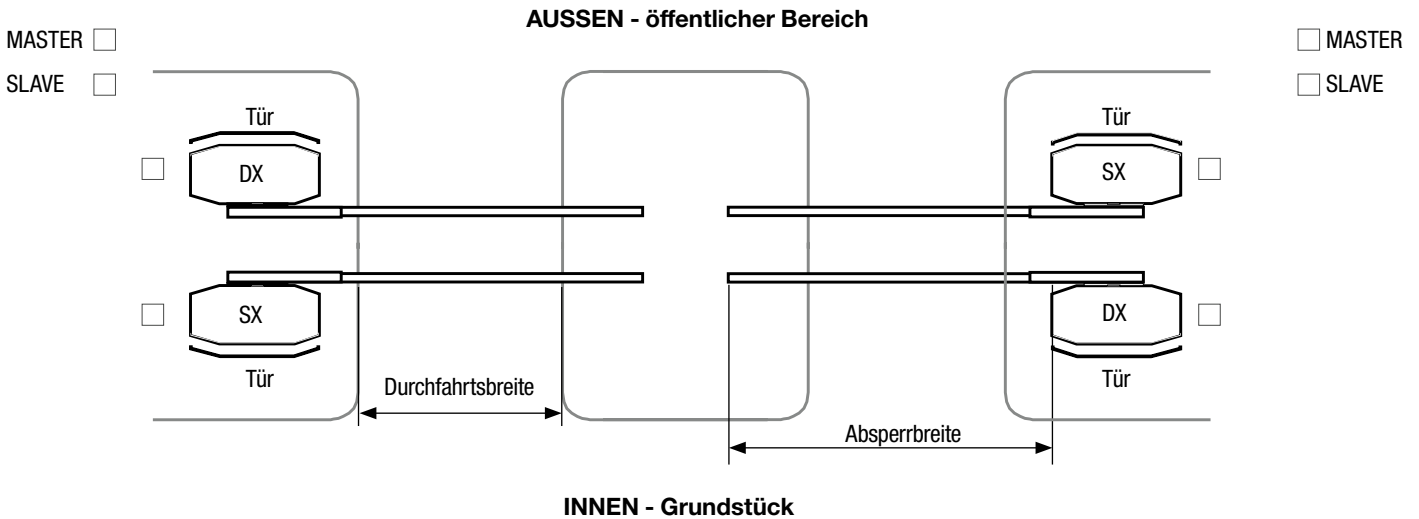 AUSSEN - öffentlicher Bereich
MASTER
MASTER
SLAVE
SLAVE
Tür
Tür
DX
SX
SX
DX
Tür
Tür
Durchfahrtsbreite
Absperrbreite
INNEN - Grundstück